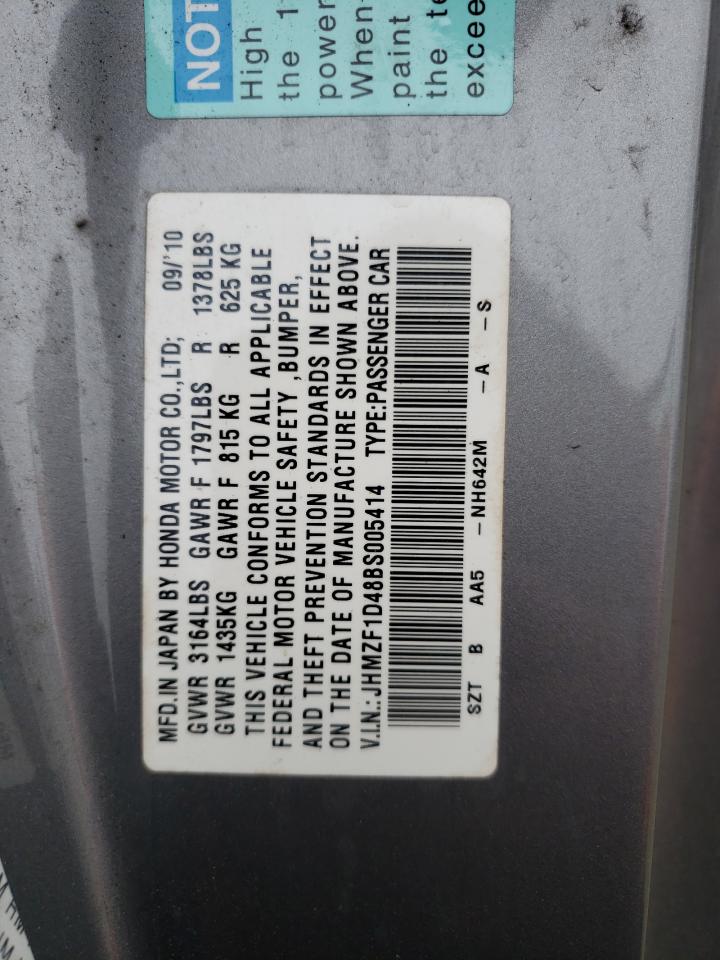 NOT
High
the 1
power
When
paint
the te
excee
MFD.IN JAPAN BY HONDA MOTOR CO.,LTD; 09/'10
GVWR 3164LBS GAWR F 1797LBS R 1378LBS
GVWR 1435KG GAWR F 815 KG R 625 KG
THIS VEHICLE CONFORMS TO ALL APPLICABLE
FEDERAL MOTOR VEHICLE SAFETY ,BUMPER,
AND THEFT PREVENTION STANDARDS IN EFFECT
ON THE DATE OF MANUFACTURE SHOWN ABOVE.
V.I.N.:JHMZF1D48BS005414 TYPE:PASSENGER CAR
SZT B AA5 -NH642M -A -S